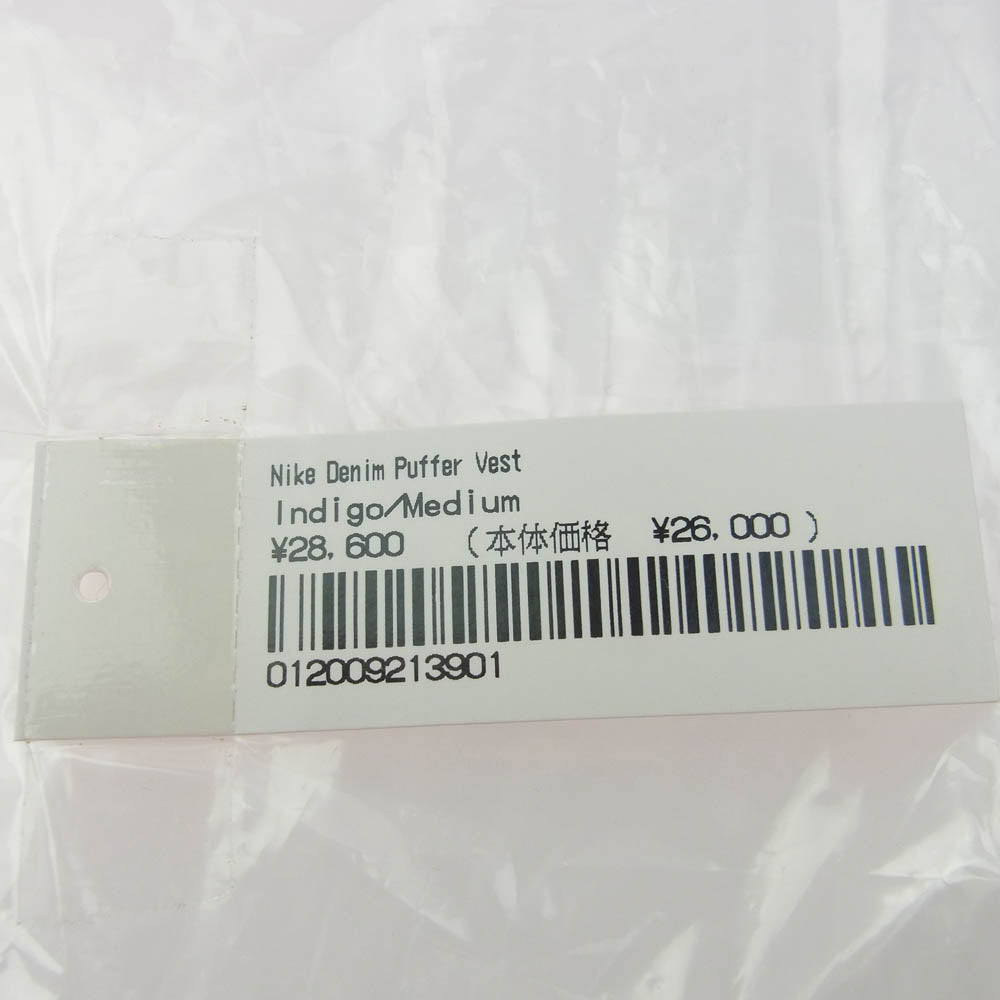 Nike Denim Puffer Vest
Indigo/Medium
¥28,600 (本体価格 ¥26,000)
012009213901